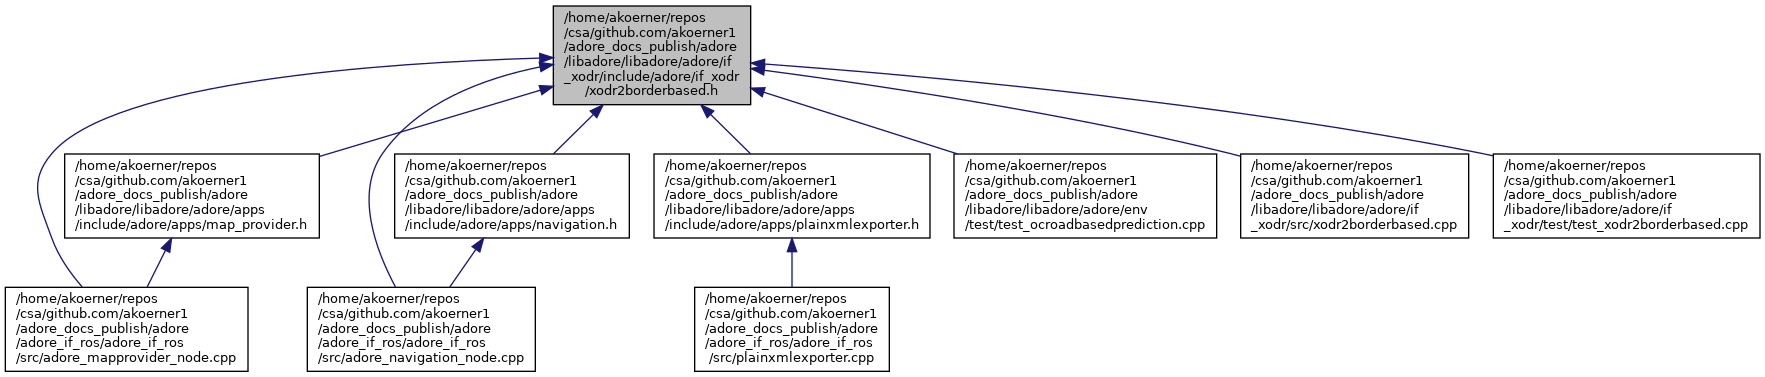 /home/akoerner/repos
/csa/github.com/akoerner1
/adore_docs_publish/adore
/libadore/libadore/adore/if
_xodr/include/adore/if_xodr
/xodr2borderbased.h
/home/akoerner/repos
/csa/github.com/akoerner1
/adore_docs_publish/adore
/libadore/libadore/adore/apps
/include/adore/apps/map_provider.h
/home/akoerner/repos
/csa/github.com/akoerner1
/adore_docs_publish/adore
/libadore/libadore/adore/apps
/include/adore/apps/navigation.h
/home/akoerner/repos
/csa/github.com/akoerner1
/adore_docs_publish/adore
/libadore/libadore/adore/apps
/include/adore/apps/plainxmlexporter.h
/home/akoerner/repos
/csa/github.com/akoerner1
/adore_docs_publish/adore
/libadore/libadore/adore/env
/test/test_ocroadbasedprediction.cpp
/home/akoerner/repos
/csa/github.com/akoerner1
/adore_docs_publish/adore
/libadore/libadore/adore/if
_xodr/src/xodr2borderbased.cpp
/home/akoerner/repos
/csa/github.com/akoerner1
/adore_docs_publish/adore
/libadore/libadore/adore/if
_xodr/test/test_xodr2borderbased.cpp
/home/akoerner/repos
/csa/github.com/akoerner1
/adore_docs_publish/adore
/adore_if_ros/adore_if_ros
/src/adore_mapprovider_node.cpp
/home/akoerner/repos
/csa/github.com/akoerner1
/adore_docs_publish/adore
/adore_if_ros/adore_if_ros
/src/adore_navigation_node.cpp
/home/akoerner/repos
/csa/github.com/akoerner1
/adore_docs_publish/adore
/adore_if_ros/adore_if_ros
/src/plainxmlexporter.cpp